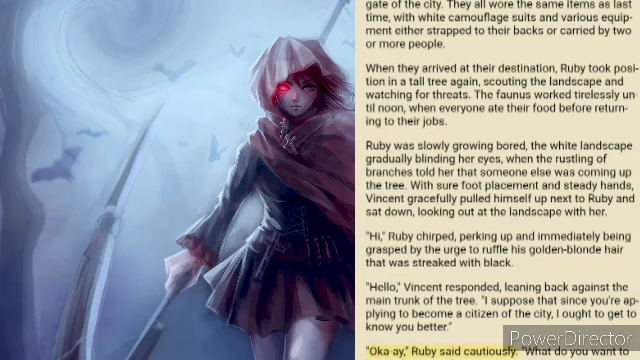 gate of the city. They all wore the same items as last
time, with white camouflage suits and various equip-
ment either strapped to their backs or carried by two
or more people.
When they arrived at their destination, Ruby took posi-
tion in a tall tree again, scouting the landscape and
watching for threats. The faunus worked tirelessly un-
til noon, when everyone ate their food before return-
ing to their jobs.
Ruby was slowly growing bored, the white landscape
gradually blinding her eyes, when the rustling of
branches told her that someone else was coming up
the tree. With sure foot placement and steady hands,
Vincent gracefully pulled himself up next to Ruby and
sat down, looking out at the landscape with her.
"Hi," Ruby chirped, perking up and immediately being
grasped by the urge to ruffle his golden-blonde hair
that was streaked with black.
"Hello," Vincent responded, leaning back against the
main trunk of the tree. "I suppose that since you're ap-
plying to become a citizen of the city, I ought to get to
know you better."
PowerDirector
"Oka-ay," Ruby said cautiously. "What do you want to